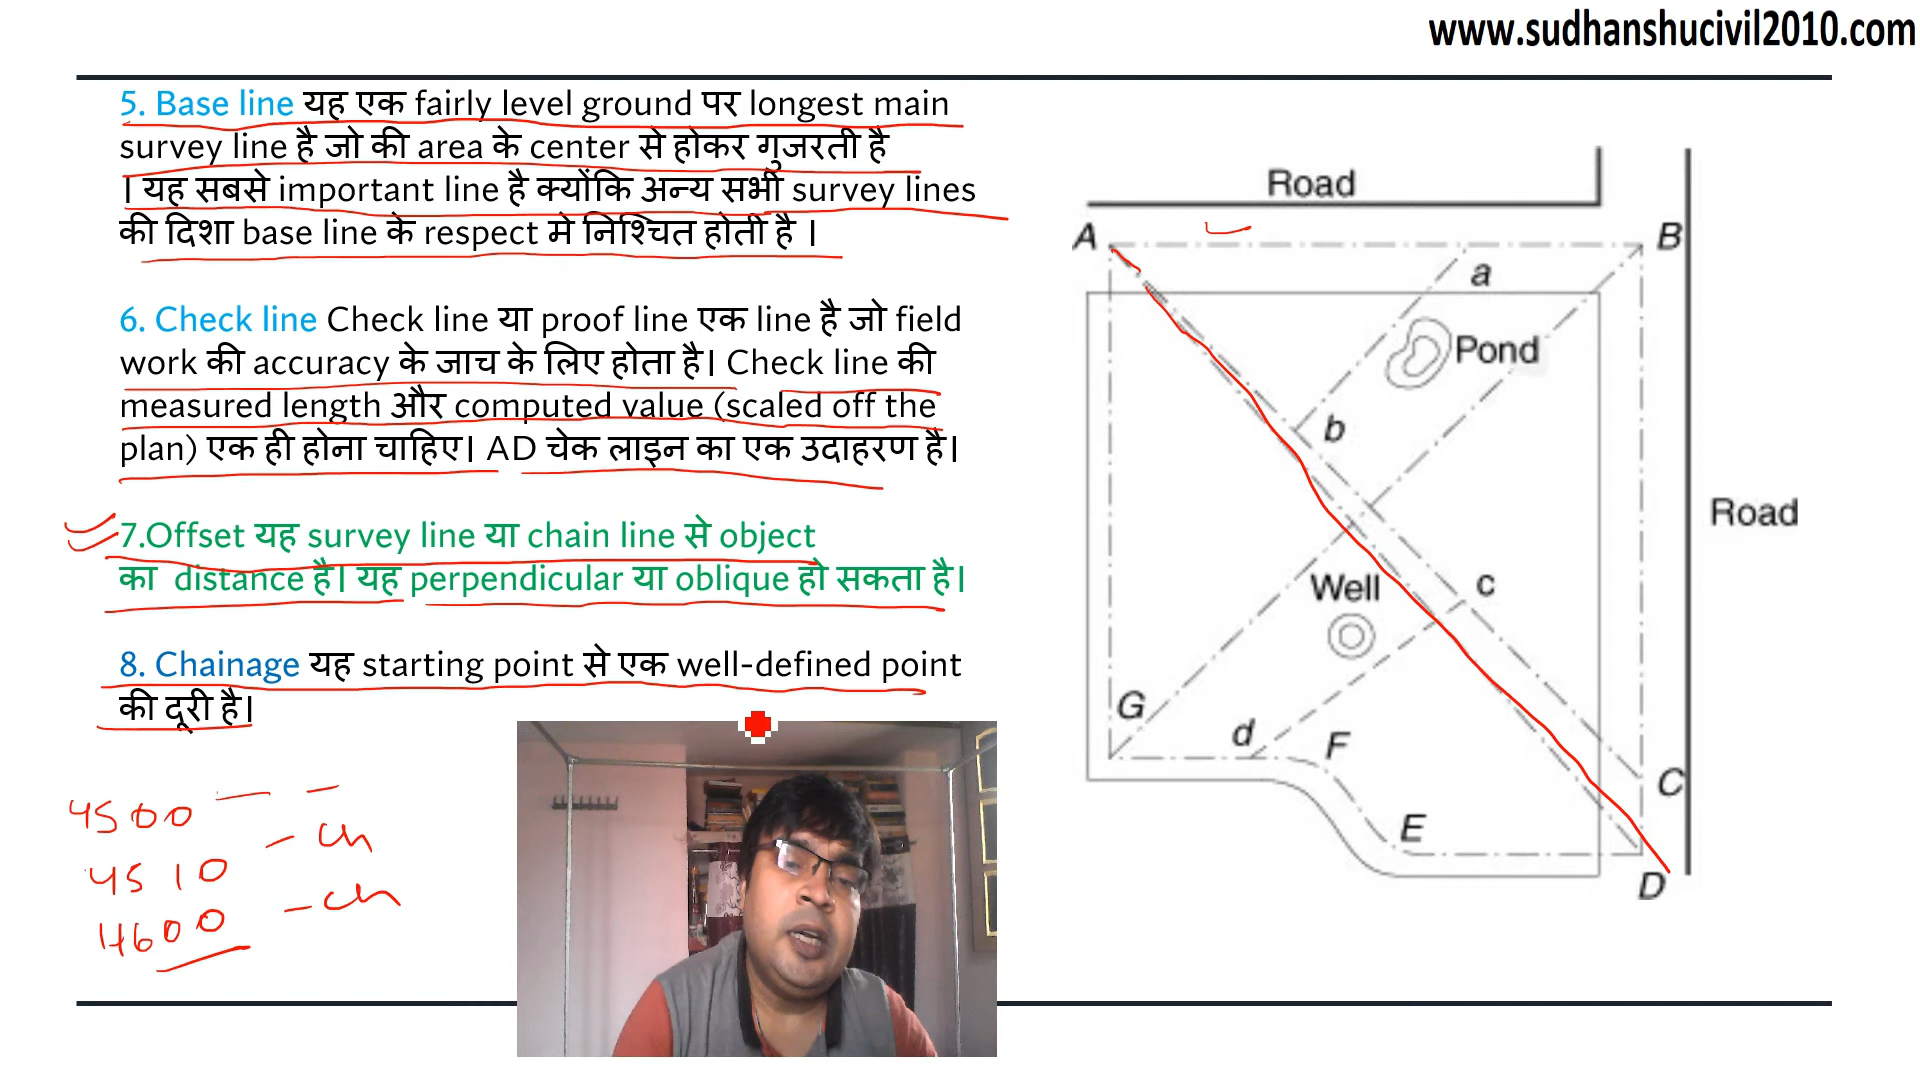 www.sudhanshucivil2010.com
5. Base line यह एक fairly level ground पर longest main
survey line है जो की area के center से होकर गुजरती है
। यह सबसे important line है क्योंकि अन्य सभी survey lines
की दिशा base line के respect मे निश्चित होती है ।
6. Check line Check line या proof line एक line है जो field
work की accuracy के जाच के लिए होता है। Check line की
measured length और computed value (scaled off the
plan) एक ही होना चाहिए। AD चेक लाइन का एक उदाहरण है।
7.Offset यह survey line या chain line से object
का distance है। यह perpendicular या oblique हो सकता है।
8. Chainage यह starting point से एक well-defined point
की दूरी है।
4500
ch
4510
ch
4600
Road
A
B
a
Pond
b
Road
Well
c
G
d
F
C
E
D